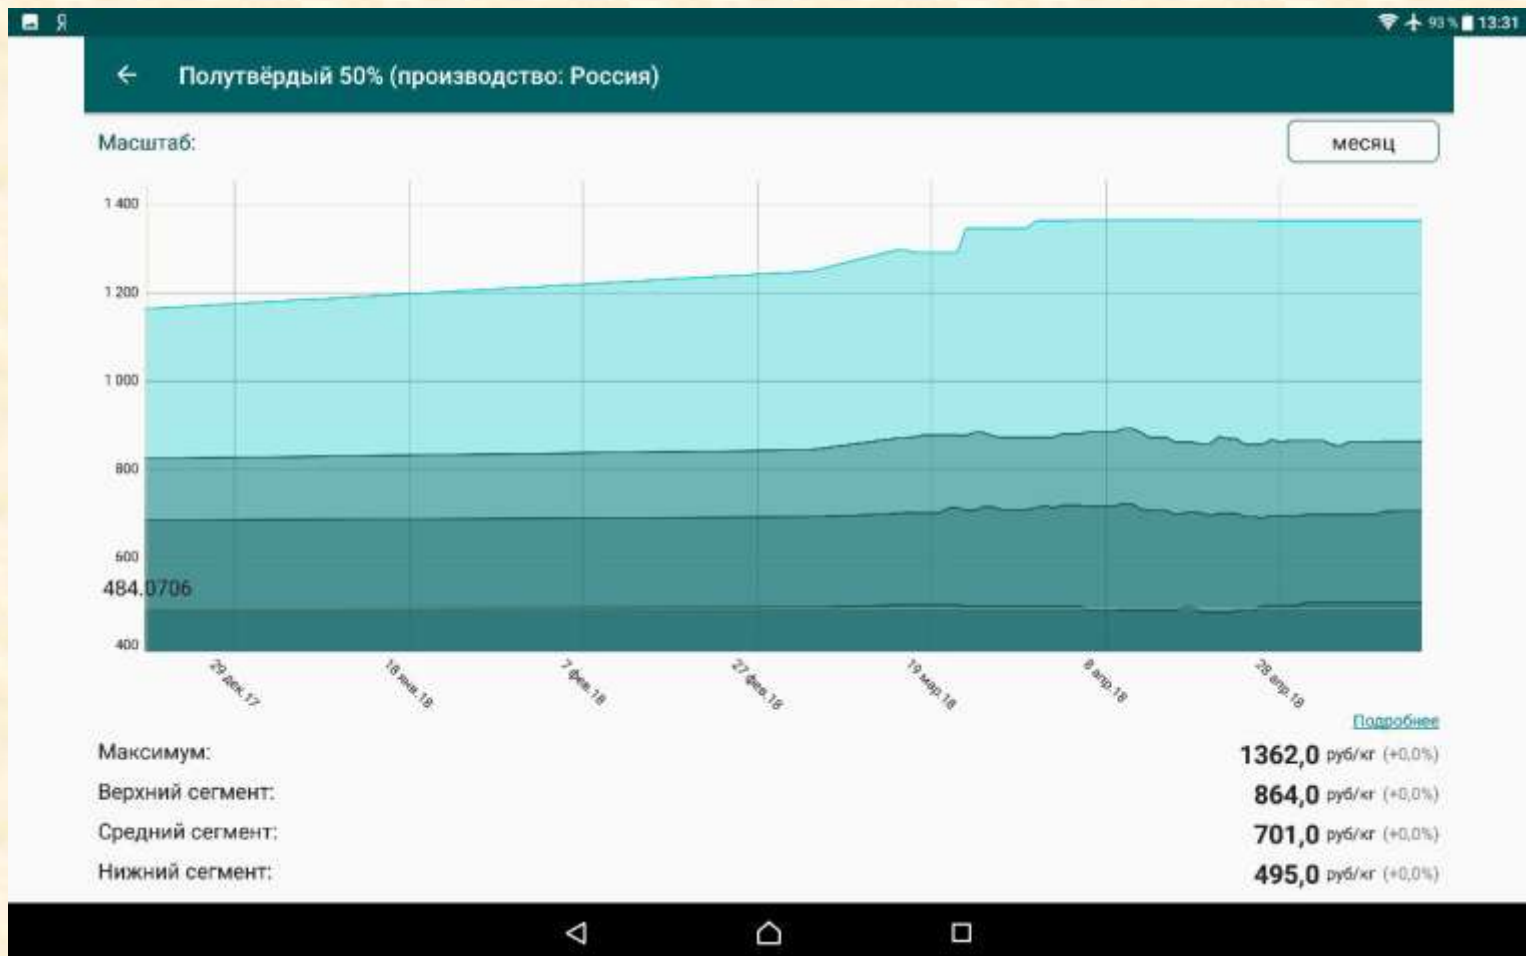 Я 93 % 13:31
Полутвёрдый 50% (производство: Россия)
Масштаб: месяц
1 400
1 200
1 000
800
600
484.0706
400
29 дек.17 18 янв.18 7 фев.18 27 фев.18 19 мар.18 8 апр.18 28 апр.18
Подробнее
Максимум: 1362,0 руб/кг (+0,0%)
Верхний сегмент: 864,0 руб/кг (+0,0%)
Средний сегмент: 701,0 руб/кг (+0,0%)
Нижний сегмент: 495,0 руб/кг (+0,0%)